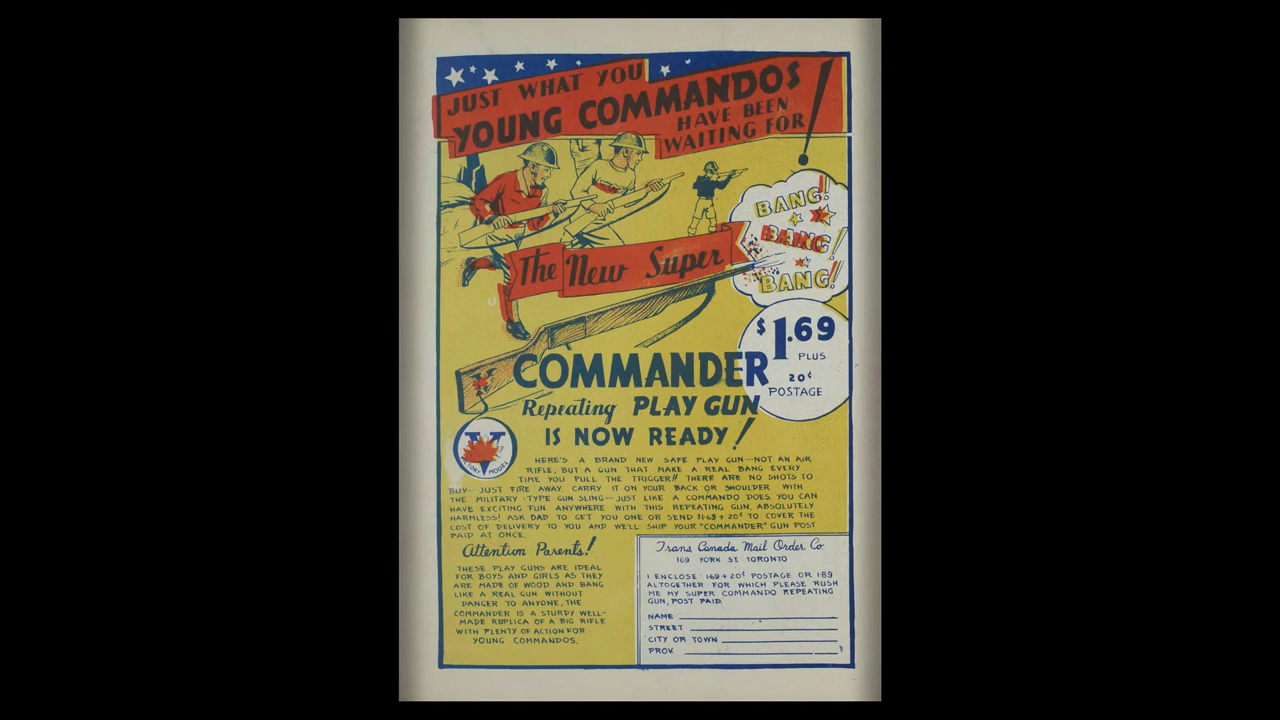 JUST WHAT YOU
YOUNG COMMANDOS
HAVE BEEN
WAITING FOR!
BANG!
BANG!
BANG!
The New Super
$1.69
PLUS
20¢
POSTAGE
COMMANDER
Repeating PLAY GUN
IS NOW READY!
V
VICTORY MODEL
HERE'S A BRAND NEW SAFE PLAY GUN---NOT AN AIR
RIFLE, BUT A GUN THAT MAKE A REAL BANG EVERY
TIME YOU PULL THE TRIGGER!! THERE ARE NO SHOTS TO
BUY--JUST FIRE AWAY. CARRY IT ON YOUR BACK OR SHOULDER WITH
THE MILITARY-TYPE GUN SLING---JUST LIKE A COMMANDO DOES. YOU CAN
HAVE EXCITING FUN ANYWHERE WITH THIS REPEATING GUN, ABSOLUTELY
HARMLESS! ASK DAD TO GET YOU ONE OR SEND $1.69 + 20¢ TO COVER THE
COST OF DELIVERY TO YOU AND WE'LL SHIP YOUR "COMMANDER" GUN POST
PAID AT ONCE.
Attention Parents!
THESE PLAY GUNS ARE IDEAL
FOR BOYS AND GIRLS AS THEY
ARE MADE OF WOOD AND BANG
LIKE A REAL GUN WITHOUT
DANGER TO ANYONE. THE
COMMANDER IS A STURDY WELL-
MADE REPLICA OF A BIG RIFLE
WITH PLENTY OF ACTION FOR
YOUNG COMMANDOS.
Trans Canada Mail Order Co.
169 YORK ST. TORONTO
I ENCLOSE 1.69 + 20¢ POSTAGE OR 1.89
ALTOGETHER FOR WHICH PLEASE RUSH
ME MY SUPER COMMANDO REPEATING
GUN, POST PAID.
NAME
STREET
CITY OR TOWN
PROV.